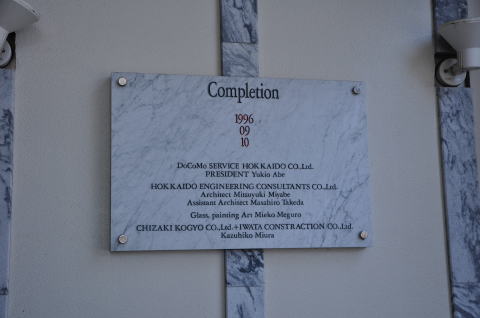 Completion
1996
09
10
DoCoMo SERVICE HOKKAIDO CO.,Ltd.
PRESIDENT Yukio Abe
HOKKAIDO ENGINEERING CONSULTANTS CO.,Ltd.
Architect Mitsuyuki Miyabe
Assistant Architect Masahiro Takeda
Glass, painting Art Mieko Meguro
CHIZAKI KOGYO CO.,Ltd.+IWATA CONSTRACTION CO.,Ltd.
Kazuhiko Miura